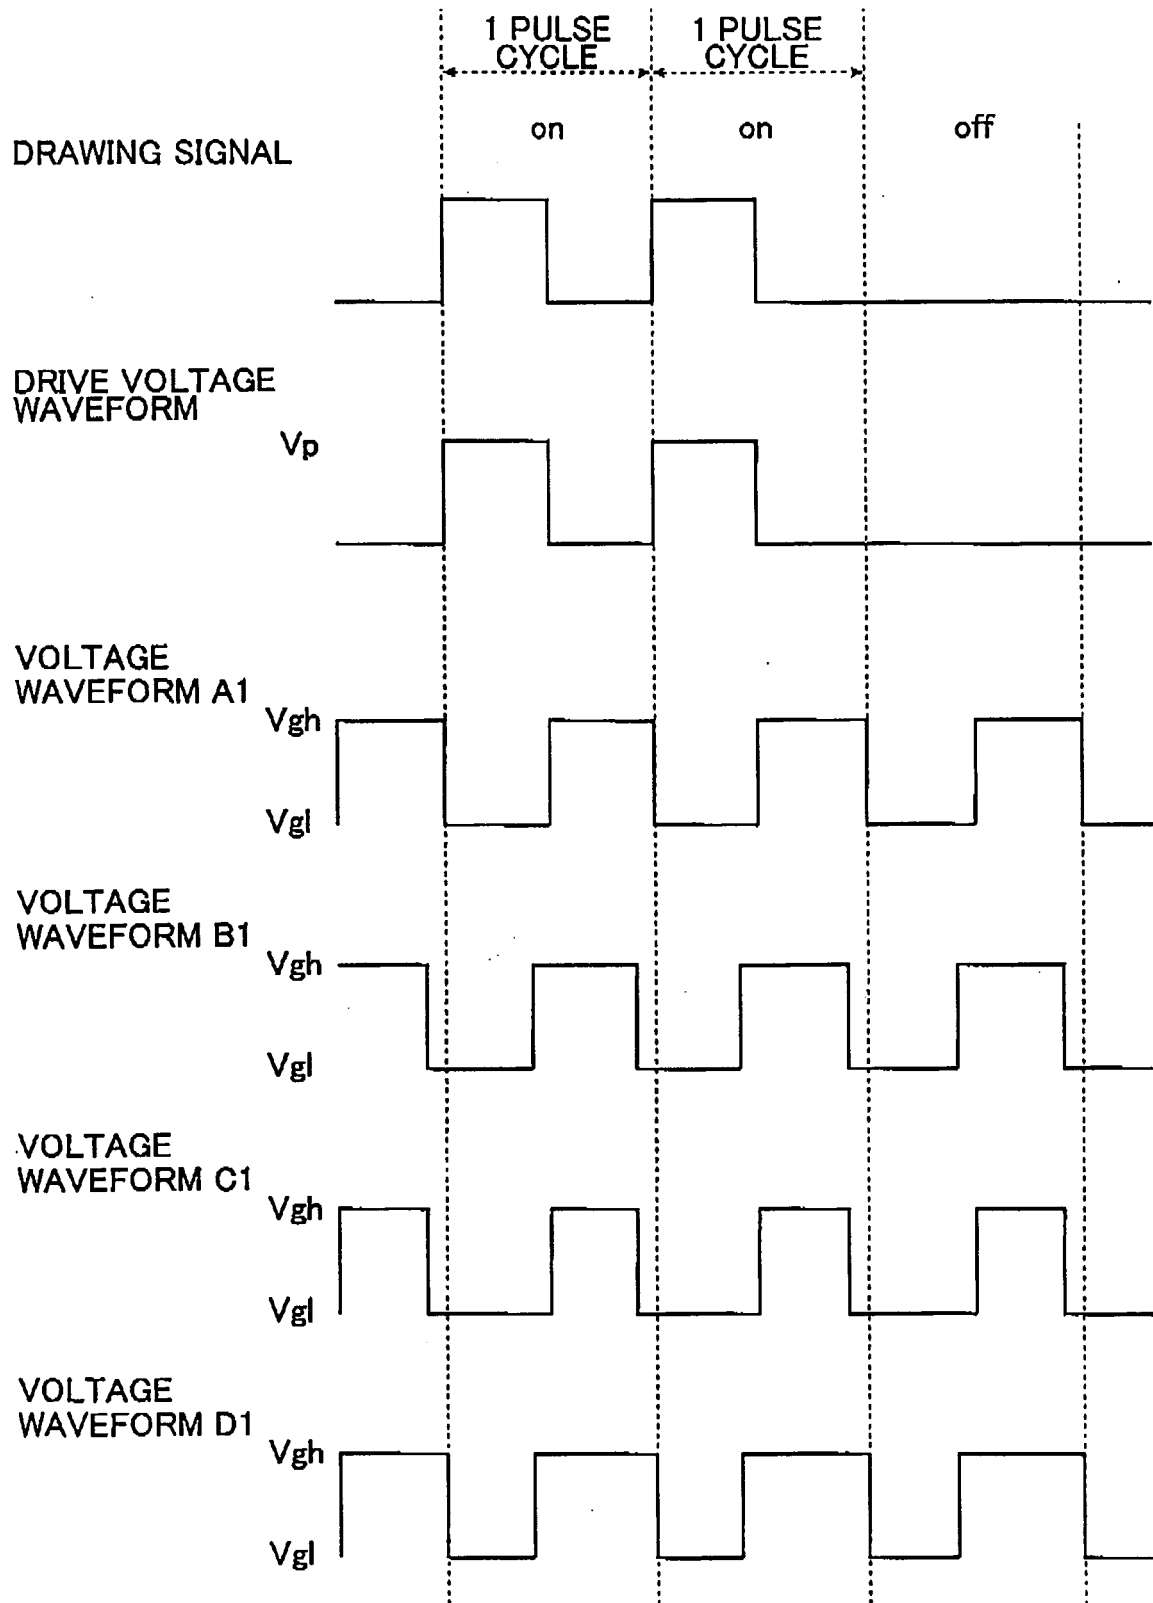 1 PULSE
CYCLE
1 PULSE
CYCLE
on
on
off
DRAWING SIGNAL
DRIVE VOLTAGE
WAVEFORM
Vp
VOLTAGE
WAVEFORM A1
Vgh
Vgl
VOLTAGE
WAVEFORM B1
Vgh
Vgl
VOLTAGE
WAVEFORM C1
Vgh
Vgl
VOLTAGE
WAVEFORM D1
Vgh
Vgl